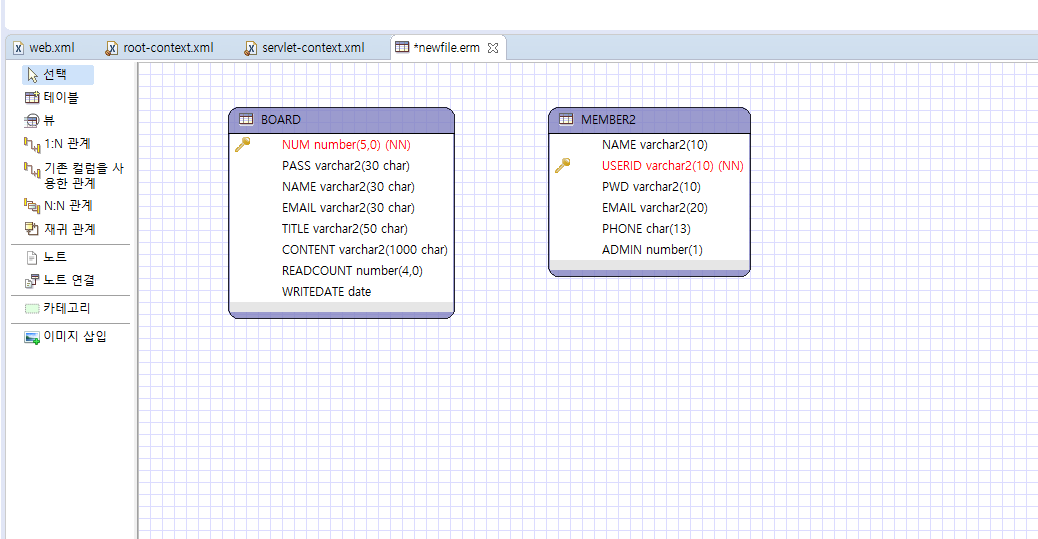 web.xml
root-context.xml
servlet-context.xml
*newfile.erm
선택
테이블
뷰
1:N 관계
기존 컬럼을 사
용한 관계
N:N 관계
재귀 관계
노트
노트 연결
카테고리
이미지 삽입
BOARD
NUM number(5,0) (NN)
PASS varchar2(30 char)
NAME varchar2(30 char)
EMAIL varchar2(30 char)
TITLE varchar2(50 char)
CONTENT varchar2(1000 char)
READCOUNT number(4,0)
WRITEDATE date
MEMBER2
NAME varchar2(10)
USERID varchar2(10) (NN)
PWD varchar2(10)
EMAIL varchar2(20)
PHONE char(13)
ADMIN number(1)